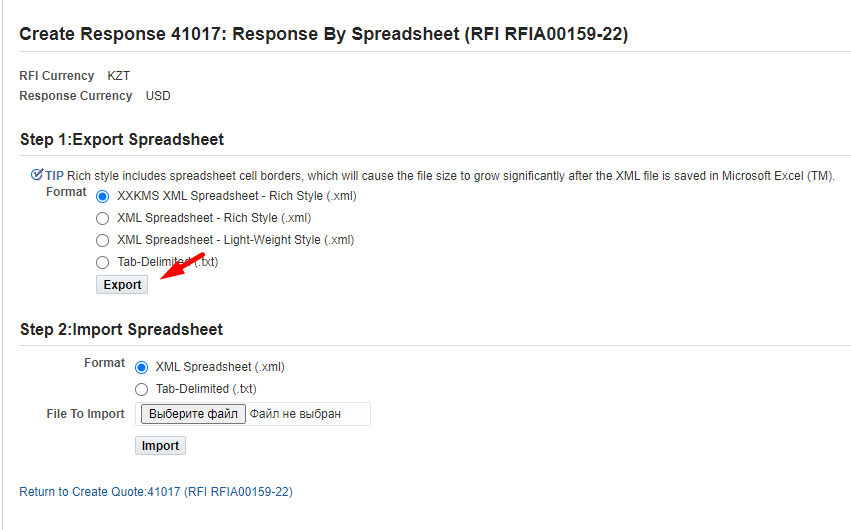 Create Response 41017: Response By Spreadsheet (RFI RFIA00159-22)
RFI Currency KZT
Response Currency USD
Step 1:Export Spreadsheet
TIP Rich style includes spreadsheet cell borders, which will cause the file size to grow significantly after the XML file is saved in Microsoft Excel (TM).
Format XXKMS XML Spreadsheet - Rich Style (.xml)
XML Spreadsheet - Rich Style (.xml)
XML Spreadsheet - Light-Weight Style (.xml)
Tab-Delimited (.txt)
Export
Step 2:Import Spreadsheet
Format XML Spreadsheet (.xml)
Tab-Delimited (.txt)
File To Import Выберите файл Файл не выбран
Import
Return to Create Quote:41017 (RFI RFIA00159-22)